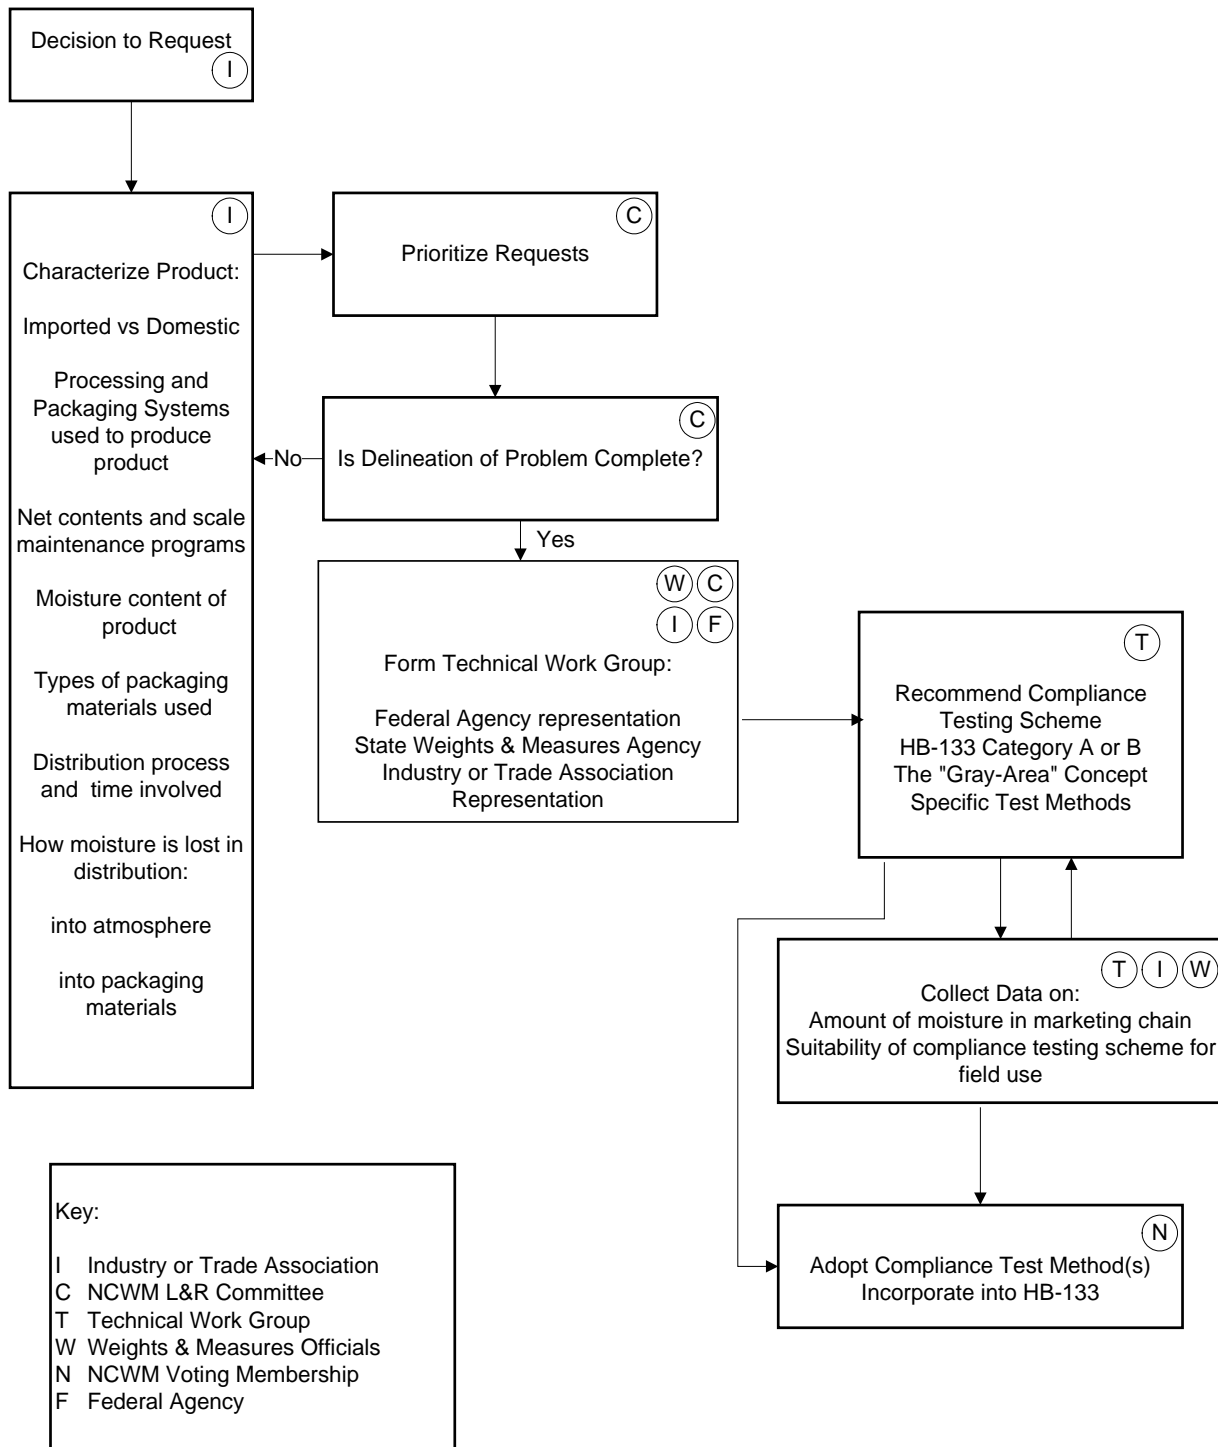 Decision to Request
I
I
Characterize Product:
Imported vs Domestic
Processing and
Packaging Systems
used to produce
product
Net contents and scale
maintenance programs
Moisture content of
product
Types of packaging
materials used
Distribution process
and time involved
How moisture is lost in
distribution:
into atmosphere
into packaging
materials
C
Prioritize Requests
C
Is Delineation of Problem Complete?
No
Yes
W C
I F
Form Technical Work Group:
Federal Agency representation
State Weights & Measures Agency
Industry or Trade Association
Representation
T
Recommend Compliance
Testing Scheme
HB-133 Category A or B
The "Gray-Area" Concept
Specific Test Methods
T I W
Collect Data on:
Amount of moisture in marketing chain
Suitability of compliance testing scheme for
field use
N
Adopt Compliance Test Method(s)
Incorporate into HB-133
Key:
I Industry or Trade Association
C NCWM L&R Committee
T Technical Work Group
W Weights & Measures Officials
N NCWM Voting Membership
F Federal Agency